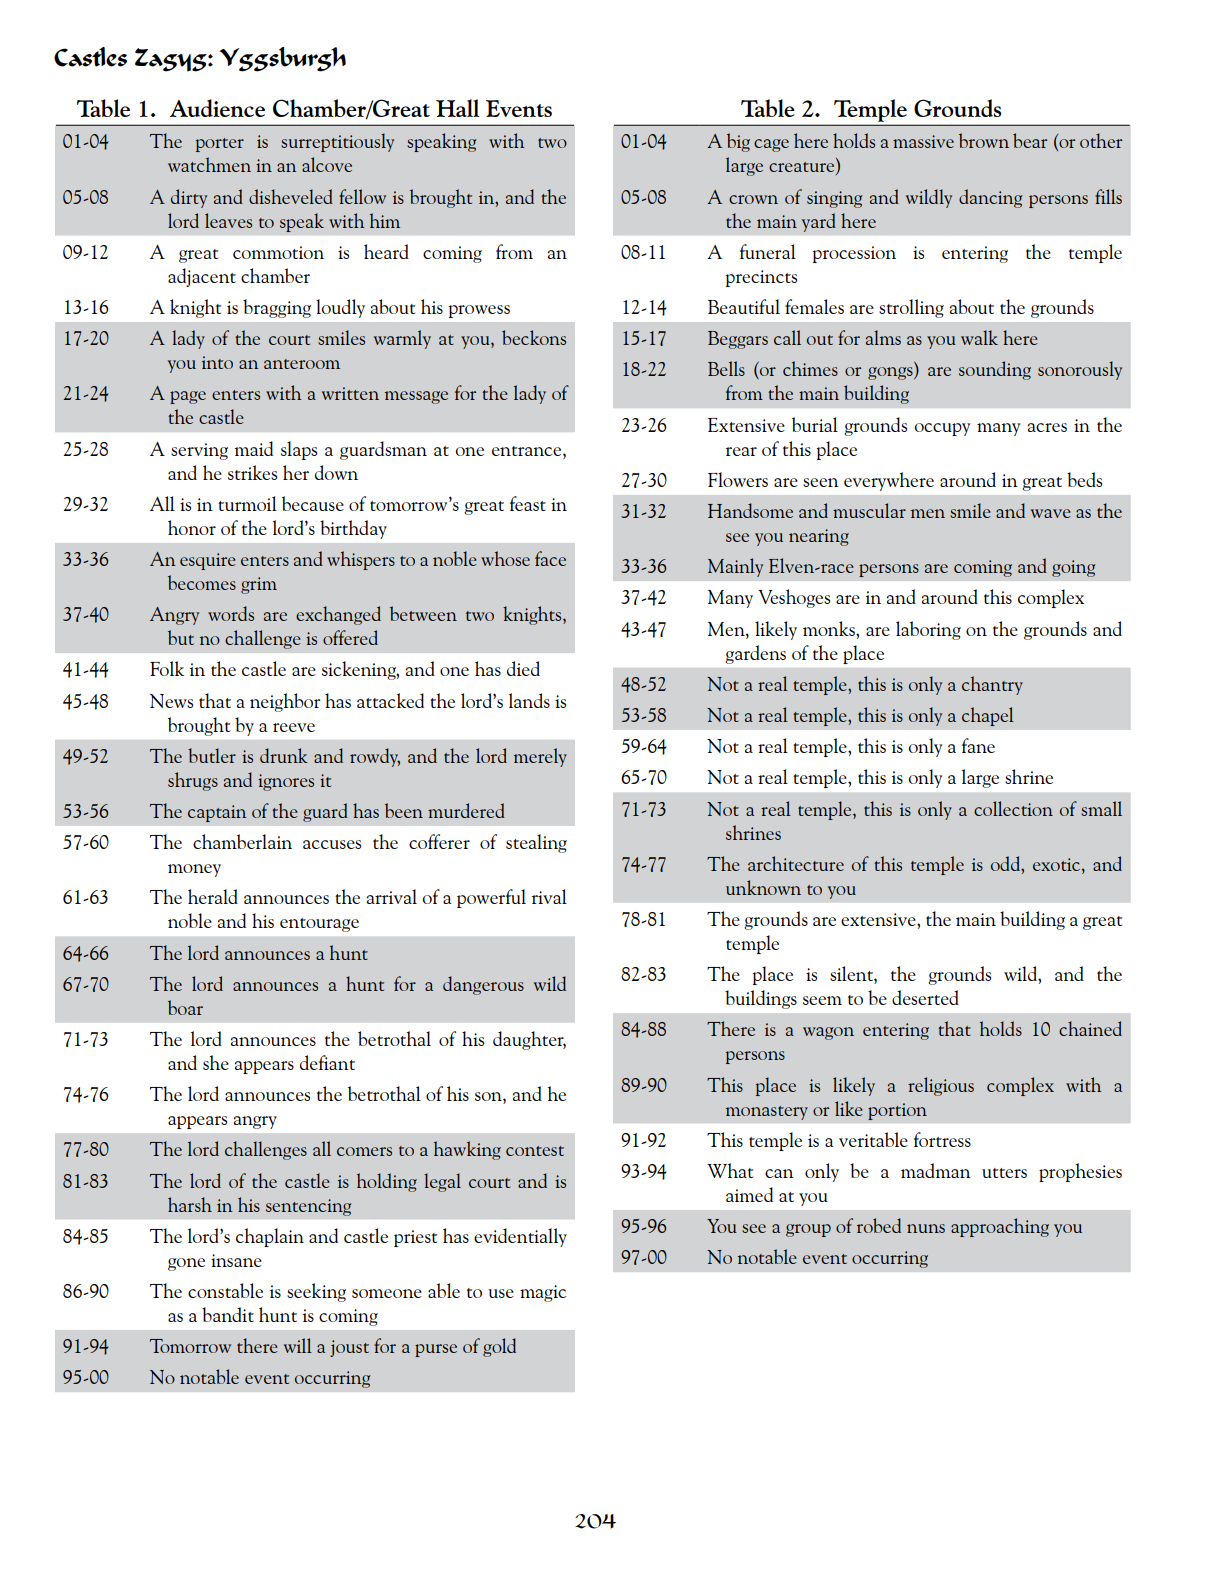 Castles Zagyg: Yggsburgh
Table 1. Audience Chamber/Great Hall Events
01-04 The porter is surreptitiously speaking with two
watchmen in an alcove
05-08 A dirty and disheveled fellow is brought in, and the
lord leaves to speak with him
09-12 A great commotion is heard coming from an
adjacent chamber
13-16 A knight is bragging loudly about his prowess
17-20 A lady of the court smiles warmly at you, beckons
you into an anteroom
21-24 A page enters with a written message for the lady of
the castle
25-28 A serving maid slaps a guardsman at one entrance,
and he strikes her down
29-32 All is in turmoil because of tomorrow's great feast in
honor of the lord's birthday
33-36 An esquire enters and whispers to a noble whose face
becomes grim
37-40 Angry words are exchanged between two knights,
but no challenge is offered
41-44 Folk in the castle are sickening, and one has died
45-48 News that a neighbor has attacked the lord's lands is
brought by a reeve
49-52 The butler is drunk and rowdy, and the lord merely
shrugs and ignores it
53-56 The captain of the guard has been murdered
57-60 The chamberlain accuses the cofferer of stealing
money
61-63 The herald announces the arrival of a powerful rival
noble and his entourage
64-66 The lord announces a hunt
67-70 The lord announces a hunt for a dangerous wild
boar
71-73 The lord announces the betrothal of his daughter,
and she appears defiant
74-76 The lord announces the betrothal of his son, and he
appears angry
77-80 The lord challenges all comers to a hawking contest
81-83 The lord of the castle is holding legal court and is
harsh in his sentencing
84-85 The lord's chaplain and castle priest has evidentially
gone insane
86-90 The constable is seeking someone able to use magic
as a bandit hunt is coming
91-94 Tomorrow there will a joust for a purse of gold
95-00 No notable event occurring
Table 2. Temple Grounds
01-04 A big cage here holds a massive brown bear (or other
large creature)
05-08 A crown of singing and wildly dancing persons fills
the main yard here
08-11 A funeral procession is entering the temple
precincts
12-14 Beautiful females are strolling about the grounds
15-17 Beggars call out for alms as you walk here
18-22 Bells (or chimes or gongs) are sounding sonorously
from the main building
23-26 Extensive burial grounds occupy many acres in the
rear of this place
27-30 Flowers are seen everywhere around in great beds
31-32 Handsome and muscular men smile and wave as the
see you nearing
33-36 Mainly Elven-race persons are coming and going
37-42 Many Veshoges are in and around this complex
43-47 Men, likely monks, are laboring on the grounds and
gardens of the place
48-52 Not a real temple, this is only a chantry
53-58 Not a real temple, this is only a chapel
59-64 Not a real temple, this is only a fane
65-70 Not a real temple, this is only a large shrine
71-73 Not a real temple, this is only a collection of small
shrines
74-77 The architecture of this temple is odd, exotic, and
unknown to you
78-81 The grounds are extensive, the main building a great
temple
82-83 The place is silent, the grounds wild, and the
buildings seem to be deserted
84-88 There is a wagon entering that holds 10 chained
persons
89-90 This place is likely a religious complex with a
monastery or like portion
91-92 This temple is a veritable fortress
93-94 What can only be a madman utters prophesies
aimed at you
95-96 You see a group of robed nuns approaching you
97-00 No notable event occurring
204